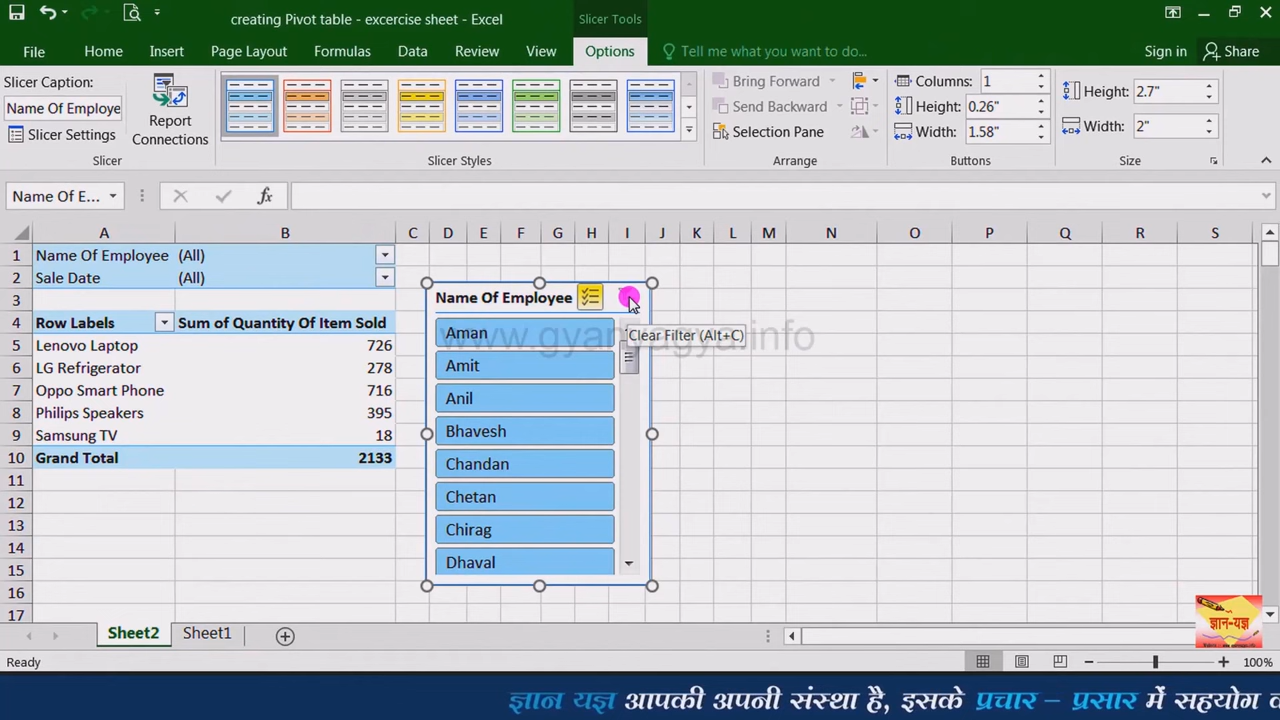 creating Pivot table - excercise sheet - Excel
Slicer Tools
File Home Insert Page Layout Formulas Data Review View Options Tell me what you want to do... Sign in Share
Slicer Caption:
Name Of Employe
Slicer Settings
Report
Connections
Bring Forward
Send Backward
Selection Pane
Columns: 1
Height: 0.26"
Width: 1.58"
Height: 2.7"
Width: 2"
Slicer Slicer Styles Arrange Buttons Size
Name Of E... fx
A B C D E F G H I J K L M N O P Q R S
1 Name Of Employee (All)
2 Sale Date (All)
3
4 Row Labels Sum of Quantity Of Item Sold
5 Lenovo Laptop 726
6 LG Refrigerator 278
7 Oppo Smart Phone 716
8 Philips Speakers 395
9 Samsung TV 18
10 Grand Total 2133
11
12
13
14
15
16
17
Name Of Employee
Clear Filter (Alt+C)
Aman
Amit
Anil
Bhavesh
Chandan
Chetan
Chirag
Dhaval
www.gyanyagya.info
ज्ञान-यज्ञ
Sheet2 Sheet1
Ready 100%
ज्ञान यज्ञ आपकी अपनी संस्था है, इसके प्रचार – प्रसार में सहयोग